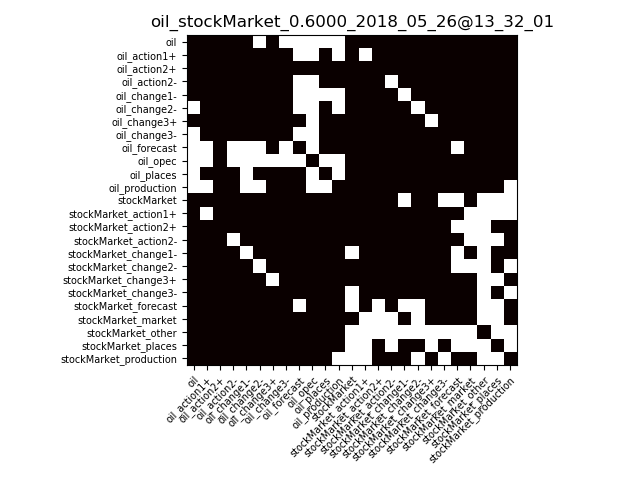 oil_stockMarket_0.6000_2018_05_26@13_32_01
oil
oil_action1+
oil_action2+
oil_action2-
oil_change1-
oil_change2-
oil_change3+
oil_change3-
oil_forecast
oil_opec
oil_places
oil_production
stockMarket
stockMarket_action1+
stockMarket_action2+
stockMarket_action2-
stockMarket_change1-
stockMarket_change2-
stockMarket_change3+
stockMarket_change3-
stockMarket_forecast
stockMarket_market
stockMarket_other
stockMarket_places
stockMarket_production
oil
oil_action1+
oil_action2+
oil_action2-
oil_change1-
oil_change2-
oil_change3+
oil_change3-
oil_forecast
oil_opec
oil_places
oil_production
stockMarket
stockMarket_action1+
stockMarket_action2+
stockMarket_action2-
stockMarket_change1-
stockMarket_change2-
stockMarket_change3+
stockMarket_change3-
stockMarket_forecast
stockMarket_market
stockMarket_other
stockMarket_places
stockMarket_production